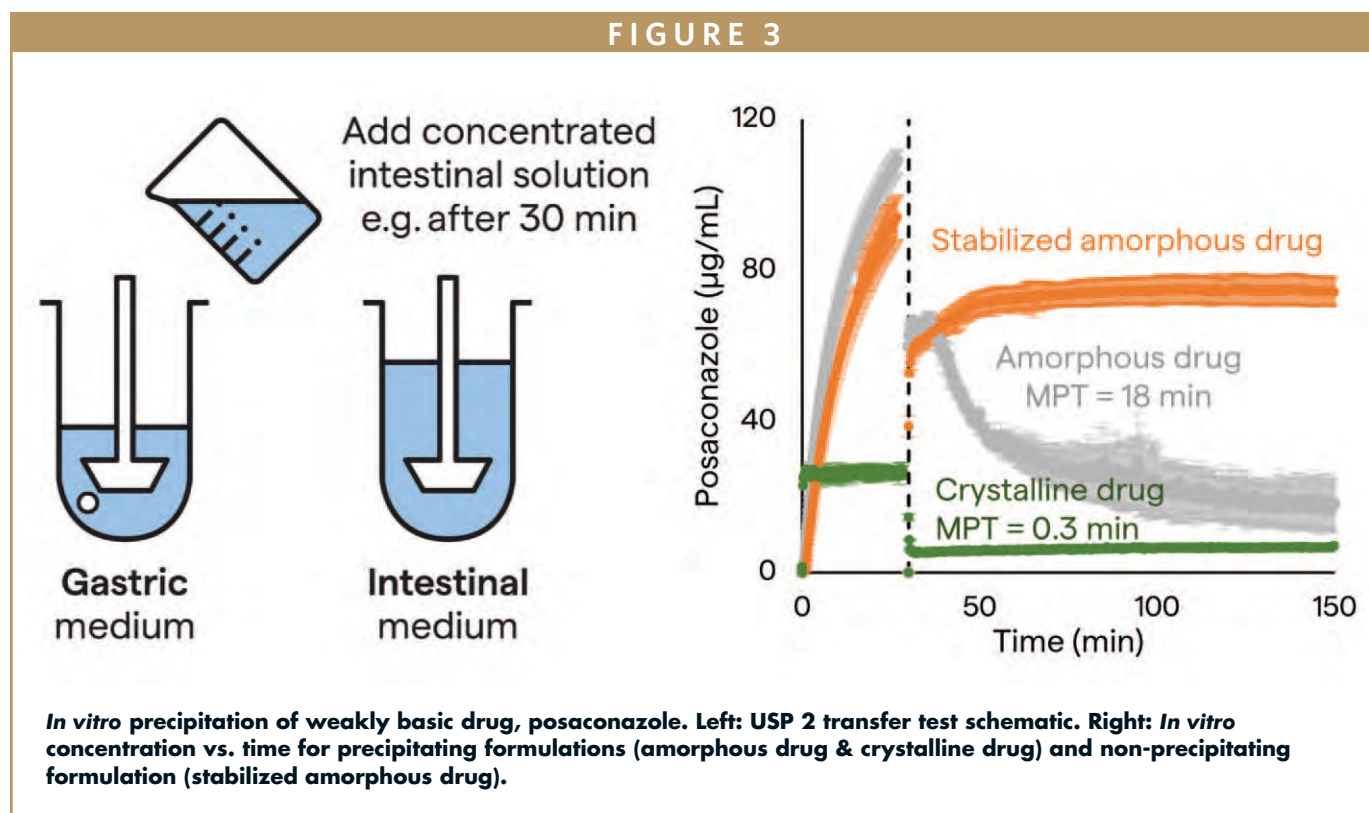 FIGURE 3
Add concentrated
intestinal solution
e.g. after 30 min
Gastric
medium
Intestinal
medium
Posaconazole (µg/mL)
120
80
40
0
Stabilized amorphous drug
Amorphous drug
MPT = 18 min
Crystalline drug
MPT = 0.3 min
0
50
100
150
Time (min)
In vitro precipitation of weakly basic drug, posaconazole. Left: USP 2 transfer test schematic. Right: In vitro
concentration vs. time for precipitating formulations (amorphous drug & crystalline drug) and non-precipitating
formulation (stabilized amorphous drug).